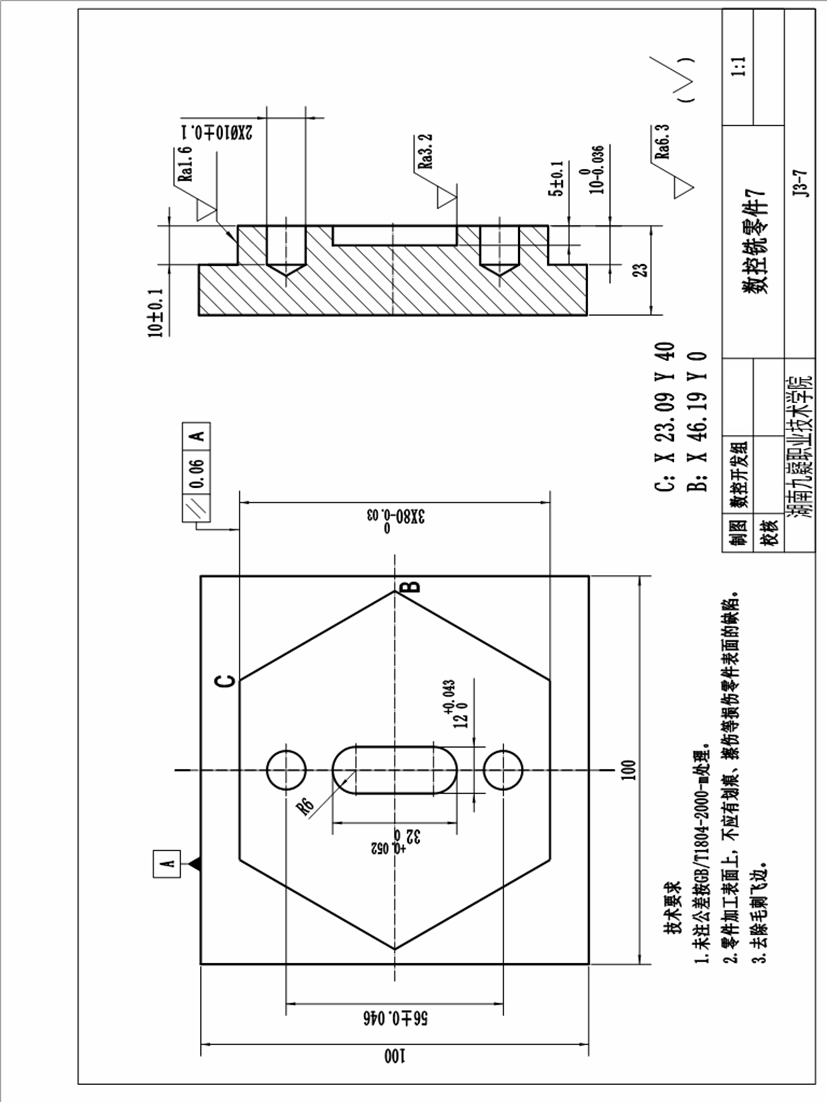 A
// 0.06 A
C
B
R6
32 +0.052 0
12 +0.043 0
56±0.046
100
100
3X80 0 -0.03
10±0.1
Ra1.6
2XØ10±0.1
Ra3.2
5±0.1
10 0 -0.036
23
Ra6.3
( √ )
C: X 23.09 Y 40
B: X 46.19 Y 0
技术要求
1.未注公差按GB/T1804-2000-m处理。
2.零件加工表面上,不应有划痕、擦伤等损伤零件表面的缺陷。
3.去除毛刺飞边。
制图 数控开发组 数控铣零件7 1:1
校核
湖南九嶷职业技术学院 J3-7